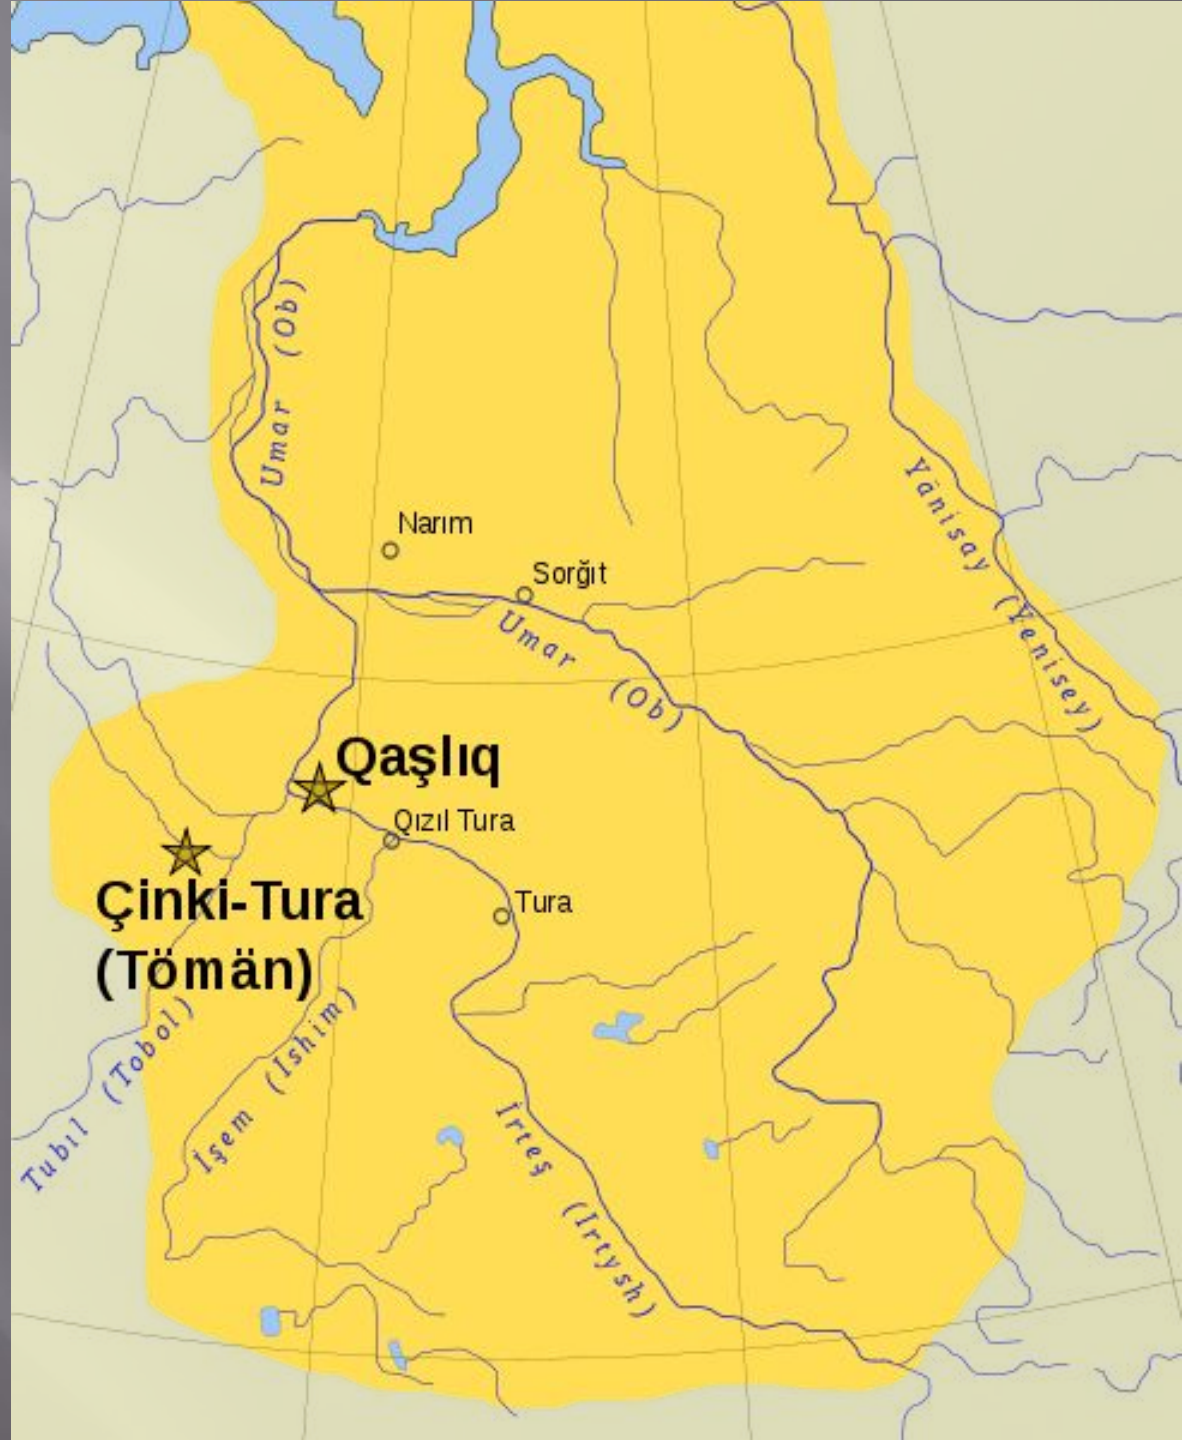 Umar (Ob)
Narım
Sorğıt
Umar (Ob)
Yänisay (Yenisey)
Qaşlıq
Qızıl Tura
Çinki-Tura
(Tömän)
Tura
Tubıl (Tobol)
İşem (Ishim)
İrteş (Irtysh)